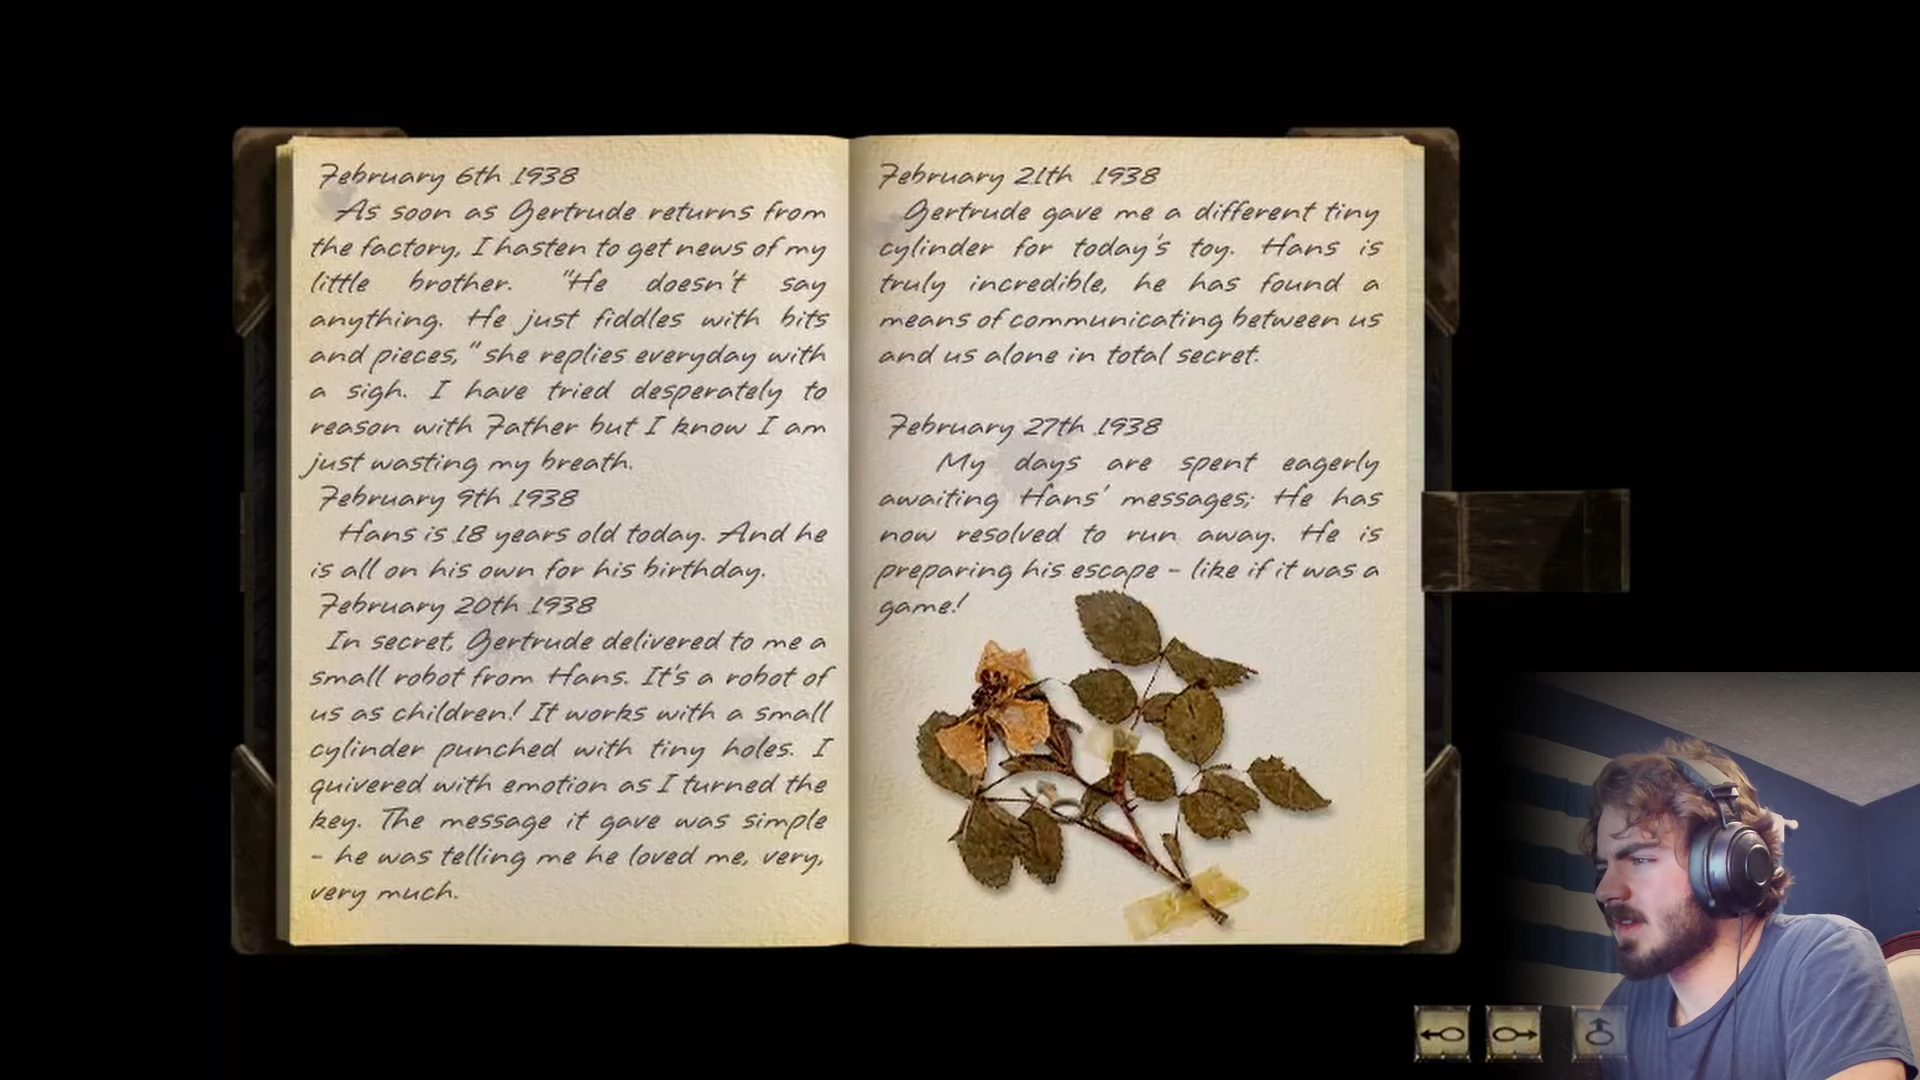 February 6th 1938
As soon as Gertrude returns from
the factory, I hasten to get news of my
little brother. "He doesn't say
anything. He just fiddles with bits
and pieces," she replies everyday with
a sigh. I have tried desperately to
reason with Father but I know I am
just wasting my breath.
February 9th 1938
Hans is 18 years old today. And he
is all on his own for his birthday.
February 20th 1938
In secret, Gertrude delivered to me a
small robot from Hans. It's a robot of
us as children! It works with a small
cylinder punched with tiny holes. I
quivered with emotion as I turned the
key. The message it gave was simple
- he was telling me he loved me, very,
very much.
February 21th 1938
Gertrude gave me a different tiny
cylinder for today's toy. Hans is
truly incredible, he has found a
means of communicating between us
and us alone in total secret.
February 27th 1938
My days are spent eagerly
awaiting Hans' messages; He has
now resolved to run away. He is
preparing his escape - like if it was a
game!